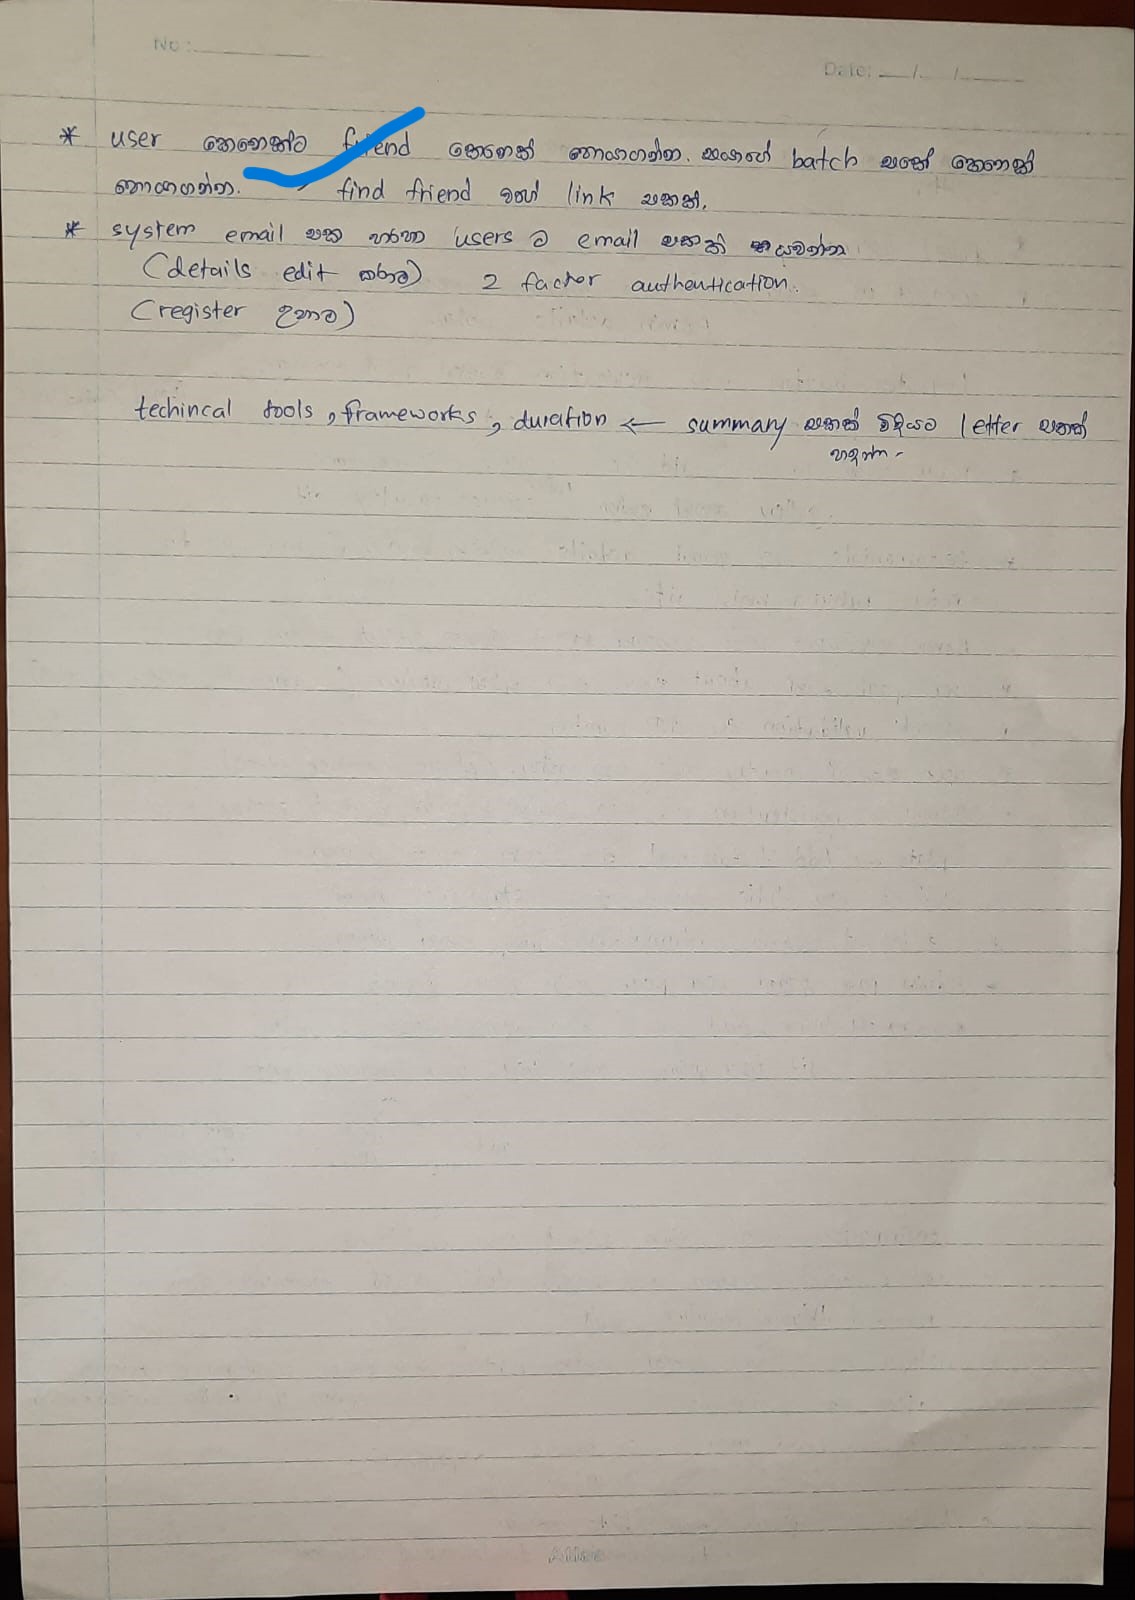 No:
Date: / /
* user කෙනෙක්ට friend කෙනෙක් හොයාගන්න. එයාගේ batch එකේ කෙනෙක්
හොයාගන්න. find friend වගේ link එකක්.
* system email එක හරහා users ට email එකක් යවන්න
(details edit කරාම) 2 factor authentication.
(register උනාම)
techincal tools, frameworks, duration ← summary එකක් විදියට letter එකක්
හදන්න -